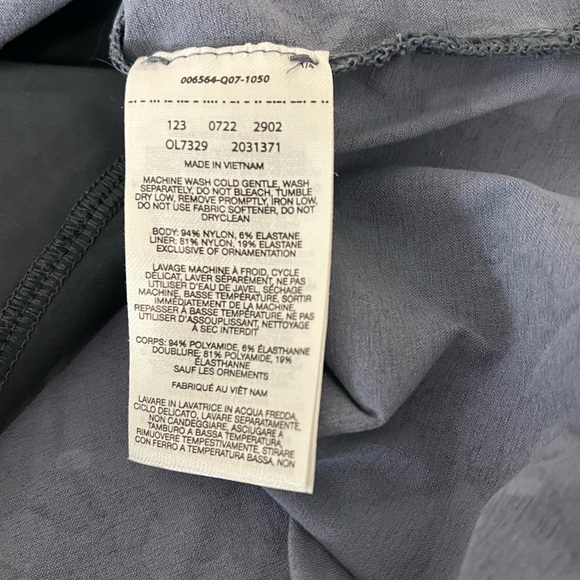 1/4
006564-Q07-1050
123 0722 2902
OL7329 2031371
MADE IN VIETNAM
MACHINE WASH COLD GENTLE, WASH
SEPARATELY, DO NOT BLEACH, TUMBLE
DRY LOW, REMOVE PROMPTLY, IRON LOW,
DO NOT USE FABRIC SOFTENER, DO NOT
DRYCLEAN
BODY: 94% NYLON, 6% ELASTANE
LINER: 81% NYLON, 19% ELASTANE
EXCLUSIVE OF ORNAMENTATION
LAVAGE MACHINE À FROID, CYCLE
DÉLICAT, LAVER SÉPARÉMENT, NE PAS
UTILISER D'EAU DE JAVEL, SÉCHAGE
MACHINE, BASSE TEMPÉRATURE, SORTIR
IMMÉDIATEMENT DE LA MACHINE,
REPASSER À BASSE TEMPÉRATURE, NE PAS
UTILISER D'ASSOUPLISSANT, NETTOYAGE
À SEC INTERDIT
CORPS: 94% POLYAMIDE, 6% ÉLASTHANNE
DOUBLURE: 81% POLYAMIDE, 19%
ÉLASTHANNE
SAUF LES ORNEMENTS
FABRIQUÉ AU VIÊT NAM
LAVARE IN LAVATRICE IN ACQUA FREDDA,
CICLO DELICATO, LAVARE SEPARATAMENTE,
NON CANDEGGIARE, ASCIUGARE A
TAMBURO A BASSA TEMPERATURA,
RIMUOVERE TEMPESTIVAMENTE, STIRARE
CON FERRO A TEMPERATURA BASSA, NON